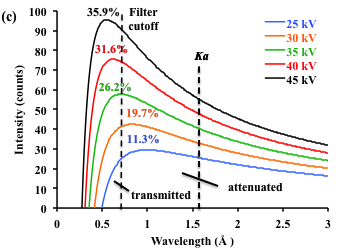 (c)
35.9%
Filter
cutoff
31.6%
26.2%
19.7%
11.3%
Ka
25 kV
30 kV
35 kV
40 kV
45 kV
transmitted
attenuated
Intensity (counts)
100
90
80
70
60
50
40
30
20
10
0
0
0.5
1
1.5
2
2.5
3
Wavelength (Å )